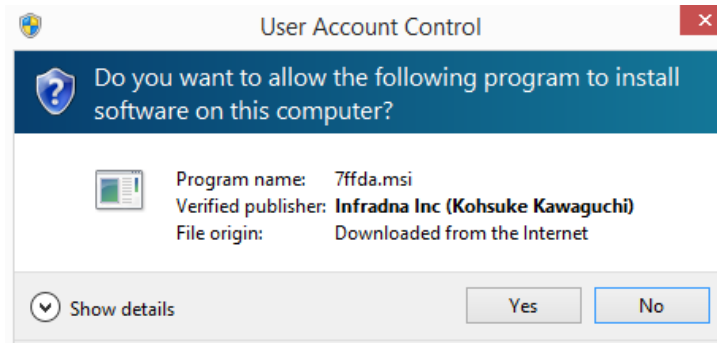 User Account Control
Do you want to allow the following program to install
software on this computer?
Program name: 7ffda.msi
Verified publisher: Infradna Inc (Kohsuke Kawaguchi)
File origin: Downloaded from the Internet
Show details Yes No